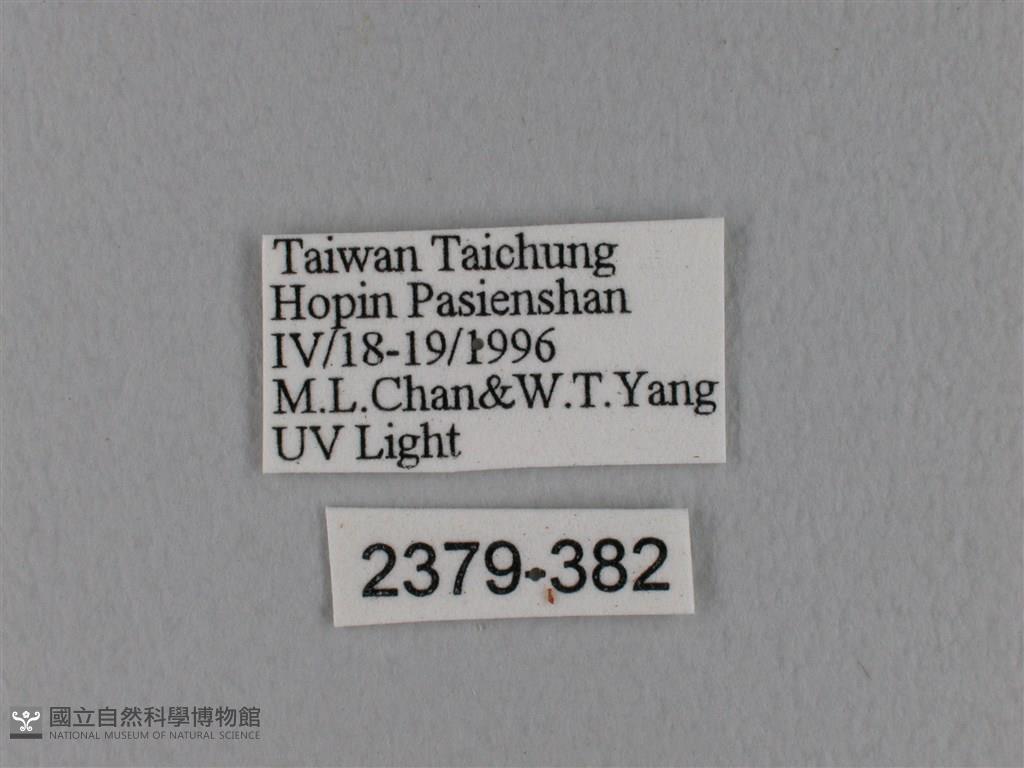 Taiwan Taichung
Hopin Pasienshan
IV/18-19/1996
M.L.Chan&W.T.Yang
UV Light
2379-382
國立自然科學博物館
NATIONAL MUSEUM OF NATURAL SCIENCE